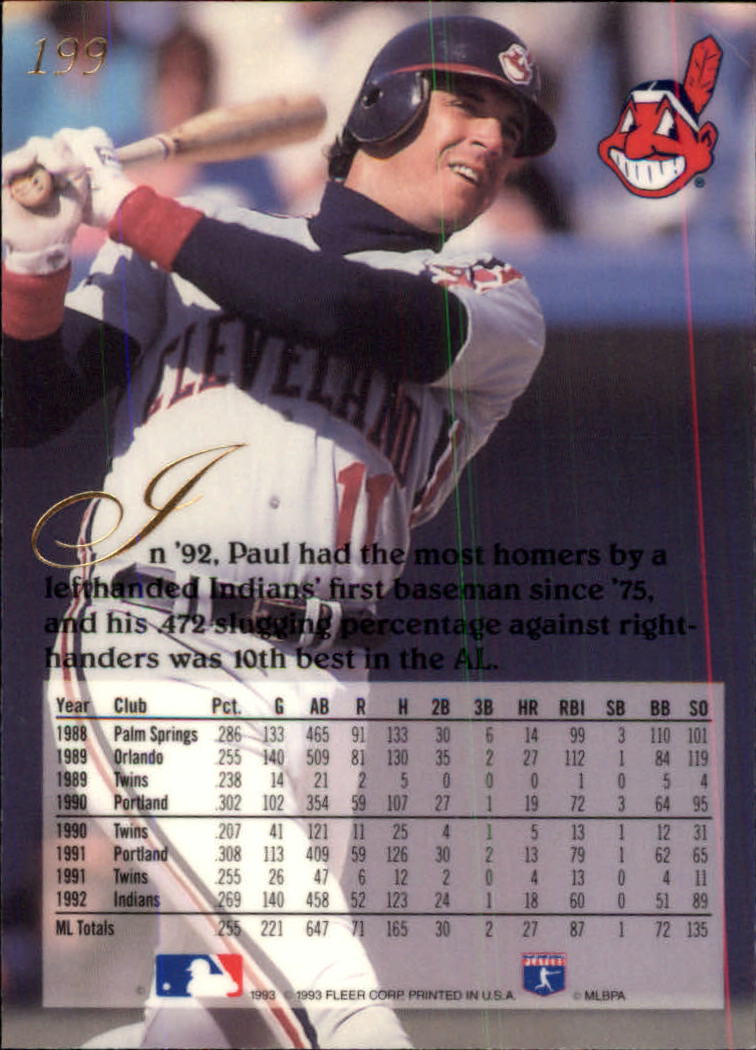 199
CLEVELAND
11
In '92, Paul had the most homers by a
lefthanded Indians' first baseman since '75,
and his .472 slugging percentage against right-
handers was 10th best in the AL.
Year Club Pct. G AB R H 2B 3B HR RBI SB BB SO
1988 Palm Springs .286 133 465 91 133 30 6 14 99 3 110 101
1989 Orlando .255 140 509 81 130 35 2 27 112 1 84 119
1989 Twins .238 14 21 2 5 0 0 0 1 0 5 4
1990 Portland .302 102 354 59 107 27 1 19 72 3 64 95
1990 Twins .207 41 121 11 25 4 1 5 13 1 12 31
1991 Portland .308 113 409 59 126 30 2 13 79 1 62 65
1991 Twins .255 26 47 6 12 2 0 4 13 0 4 11
1992 Indians .269 140 458 52 123 24 1 18 60 0 51 89
ML Totals .255 221 647 71 165 30 2 27 87 1 72 135
© 1993 © 1993 FLEER CORP. PRINTED IN U.S.A. © MLBPA